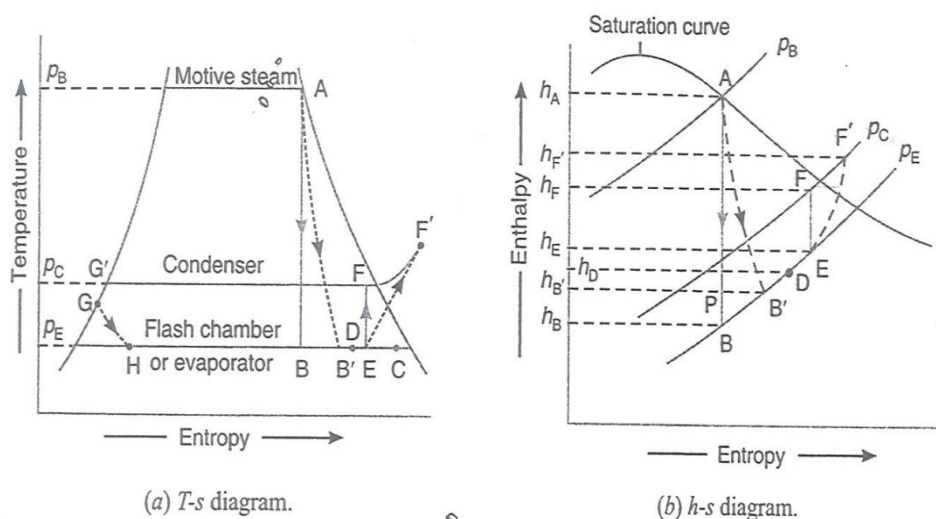 p_B
Motive steam
A
Temperature
p_C
G'
Condenser
F
F'
G
p_E
Flash chamber
D
H
or evaporator
B
B'
E
C
Entropy
(a) T-s diagram.
Saturation curve
p_B
A
h_A
F'
p_C
h_F'
p_E
F
h_F
Enthalpy
h_E
h_D
E
D
h_B'
P
B'
h_B
B
Entropy
(b) h-s diagram.